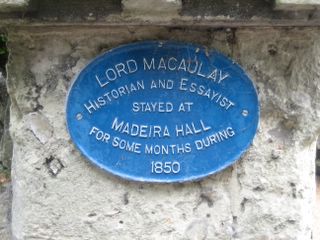 LORD MACAULAY
HISTORIAN AND ESSAYIST
STAYED AT
MADEIRA HALL
FOR SOME MONTHS DURING
1850